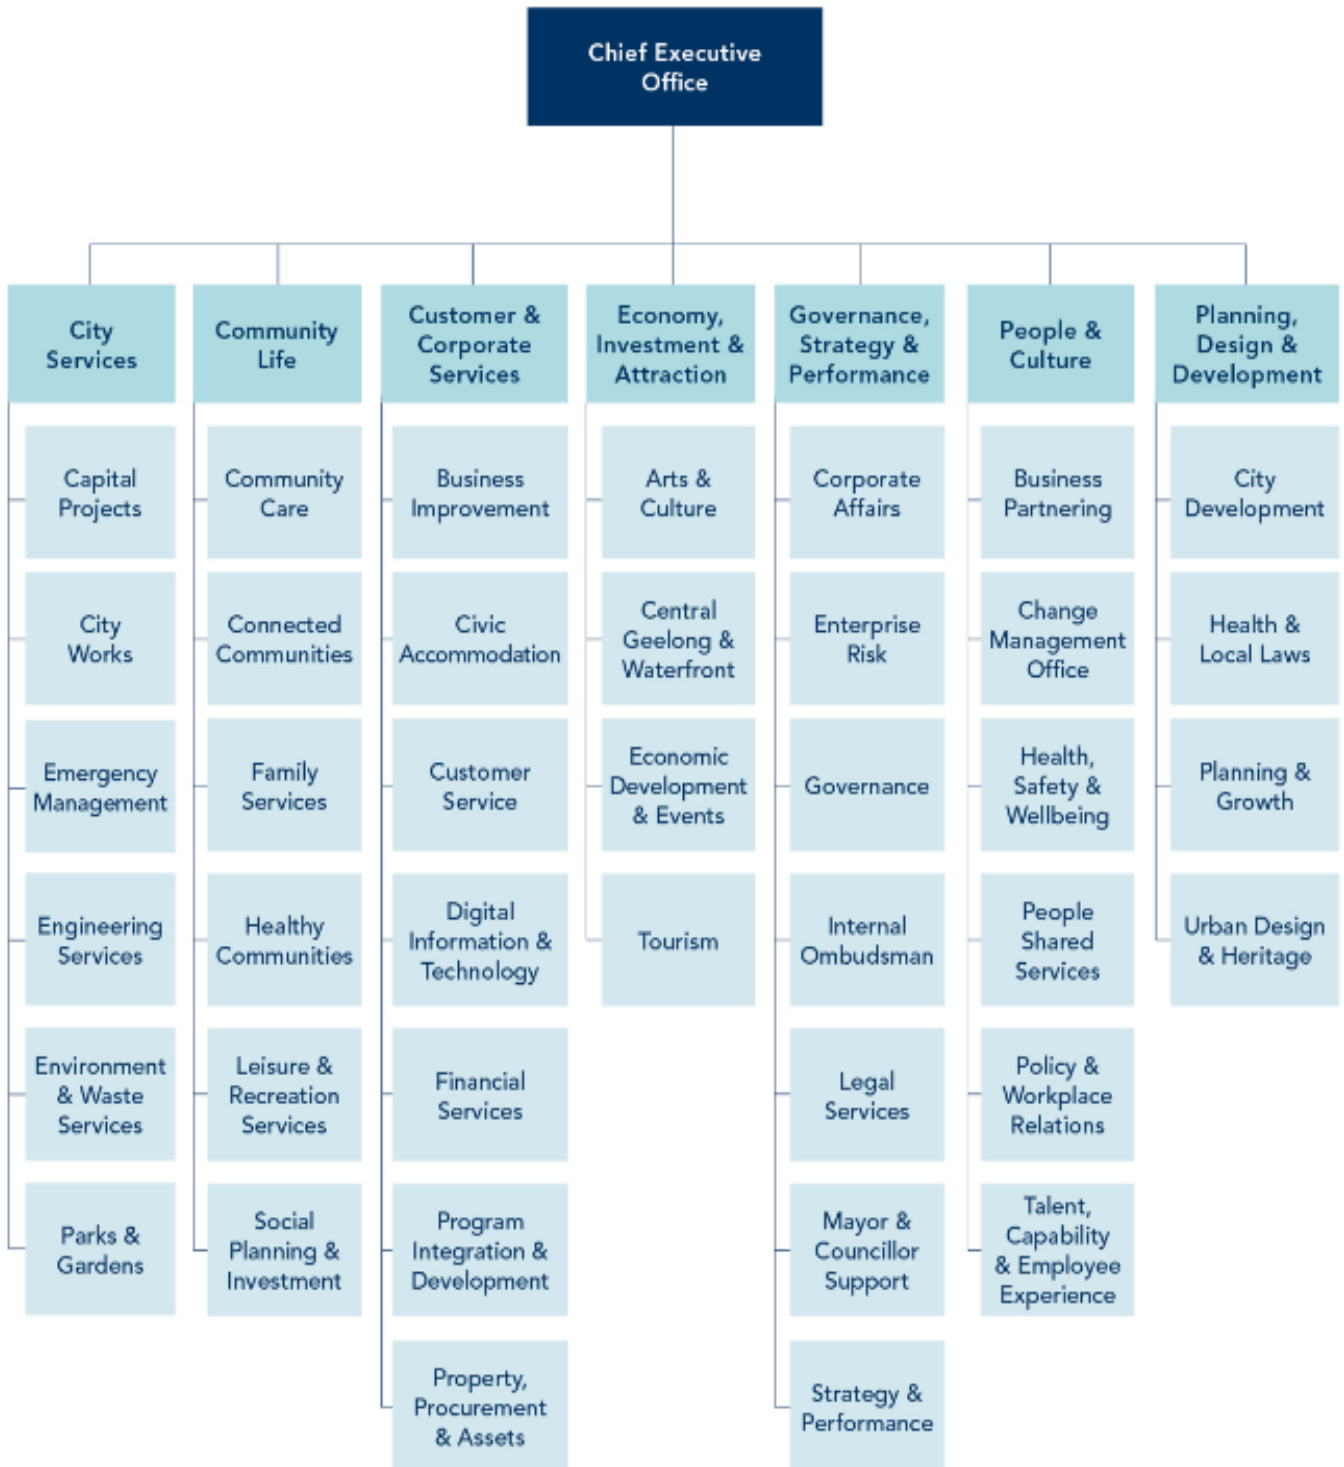 Chief Executive
Office
City
Services
Capital
Projects
City
Works
Emergency
Management
Engineering
Services
Environment
& Waste
Services
Parks &
Gardens
Community
Life
Community
Care
Connected
Communities
Family
Services
Healthy
Communities
Leisure &
Recreation
Services
Social
Planning &
Investment
Customer &
Corporate
Services
Business
Improvement
Civic
Accommodation
Customer
Service
Digital
Information &
Technology
Financial
Services
Program
Integration &
Development
Property,
Procurement
& Assets
Economy,
Investment &
Attraction
Arts &
Culture
Central
Geelong &
Waterfront
Economic
Development
& Events
Tourism
Governance,
Strategy &
Performance
Corporate
Affairs
Enterprise
Risk
Governance
Internal
Ombudsman
Legal
Services
Mayor &
Councillor
Support
Strategy &
Performance
People &
Culture
Business
Partnering
Change
Management
Office
Health,
Safety &
Wellbeing
People
Shared
Services
Policy &
Workplace
Relations
Talent,
Capability
& Employee
Experience
Planning,
Design &
Development
City
Development
Health &
Local Laws
Planning &
Growth
Urban Design
& Heritage